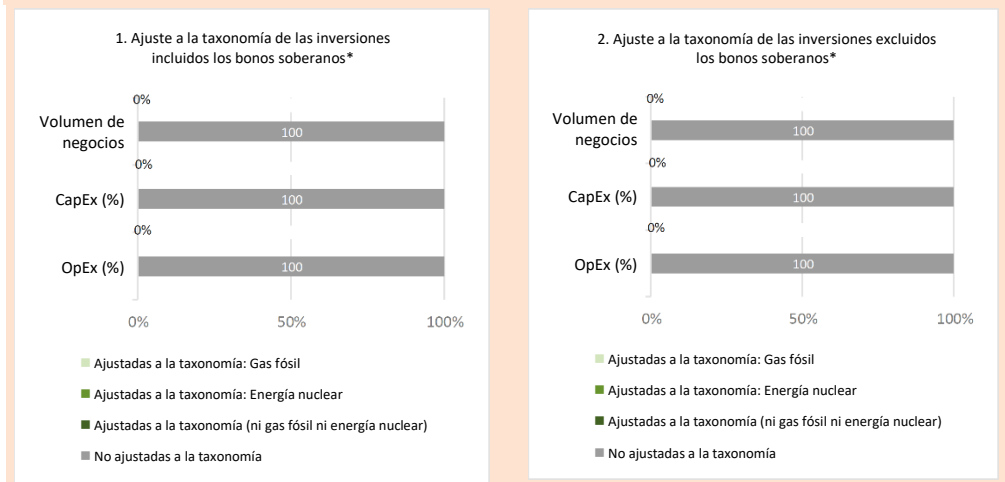 1. Ajuste a la taxonomía de las inversiones
incluidos los bonos soberanos*
0%
Volumen de
negocios
100
0%
CapEx (%)
100
0%
OpEx (%)
100
0%
50%
100%
Ajustadas a la taxonomía: Gas fósil
Ajustadas a la taxonomía: Energía nuclear
Ajustadas a la taxonomía (ni gas fósil ni energía nuclear)
No ajustadas a la taxonomía
2. Ajuste a la taxonomía de las inversiones excluidos
los bonos soberanos*
0%
Volumen de
negocios
100
0%
CapEx (%)
100
0%
OpEx (%)
100
0%
50%
100%
Ajustadas a la taxonomía: Gas fósil
Ajustadas a la taxonomía: Energía nuclear
Ajustadas a la taxonomía (ni gas fósil ni energía nuclear)
No ajustadas a la taxonomía